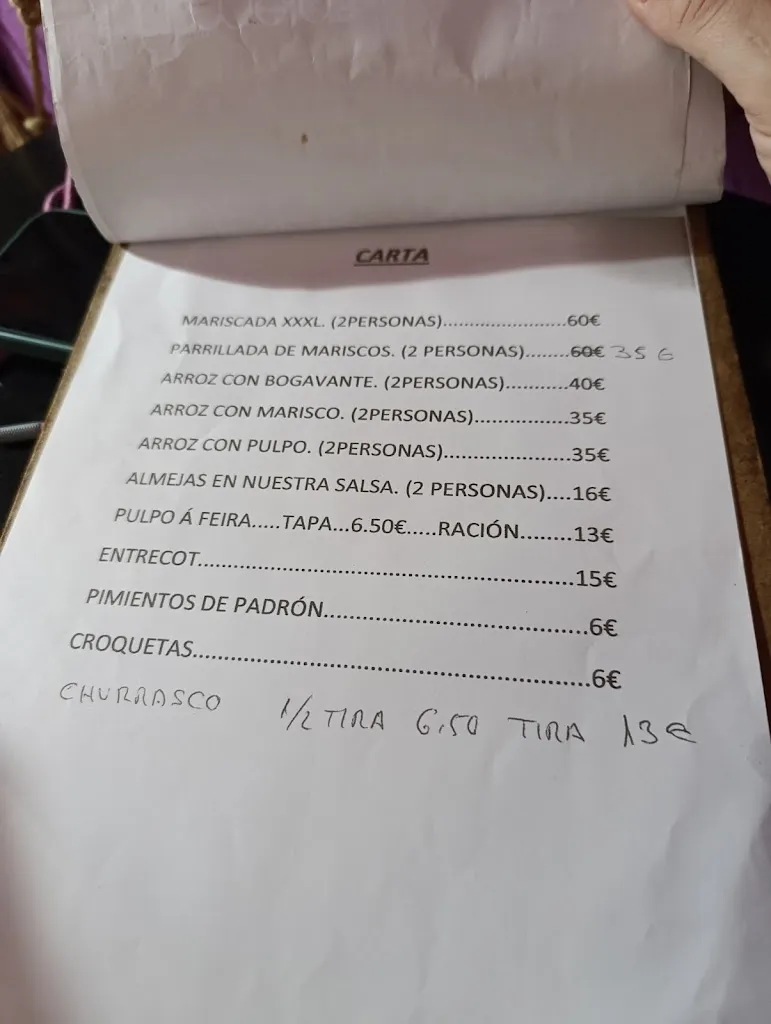 CARTA
MARISCADA XXXL. (2PERSONAS)........................60€
PARRILLADA DE MARISCOS. (2 PERSONAS)........60€ 35 €
ARROZ CON BOGAVANTE. (2PERSONAS)............40€
ARROZ CON MARISCO. (2PERSONAS)..................35€
ARROZ CON PULPO. (2PERSONAS).......................35€
ALMEJAS EN NUESTRA SALSA. (2 PERSONAS)....16€
PULPO Á FEIRA.....TAPA...6.50€.....RACIÓN........13€
ENTRECOT...............................................................15€
PIMIENTOS DE PADRÓN..........................................6€
CROQUETAS..............................................................6€
CHURRASCO 1/2 TIRA 6,50 TIRA 13€